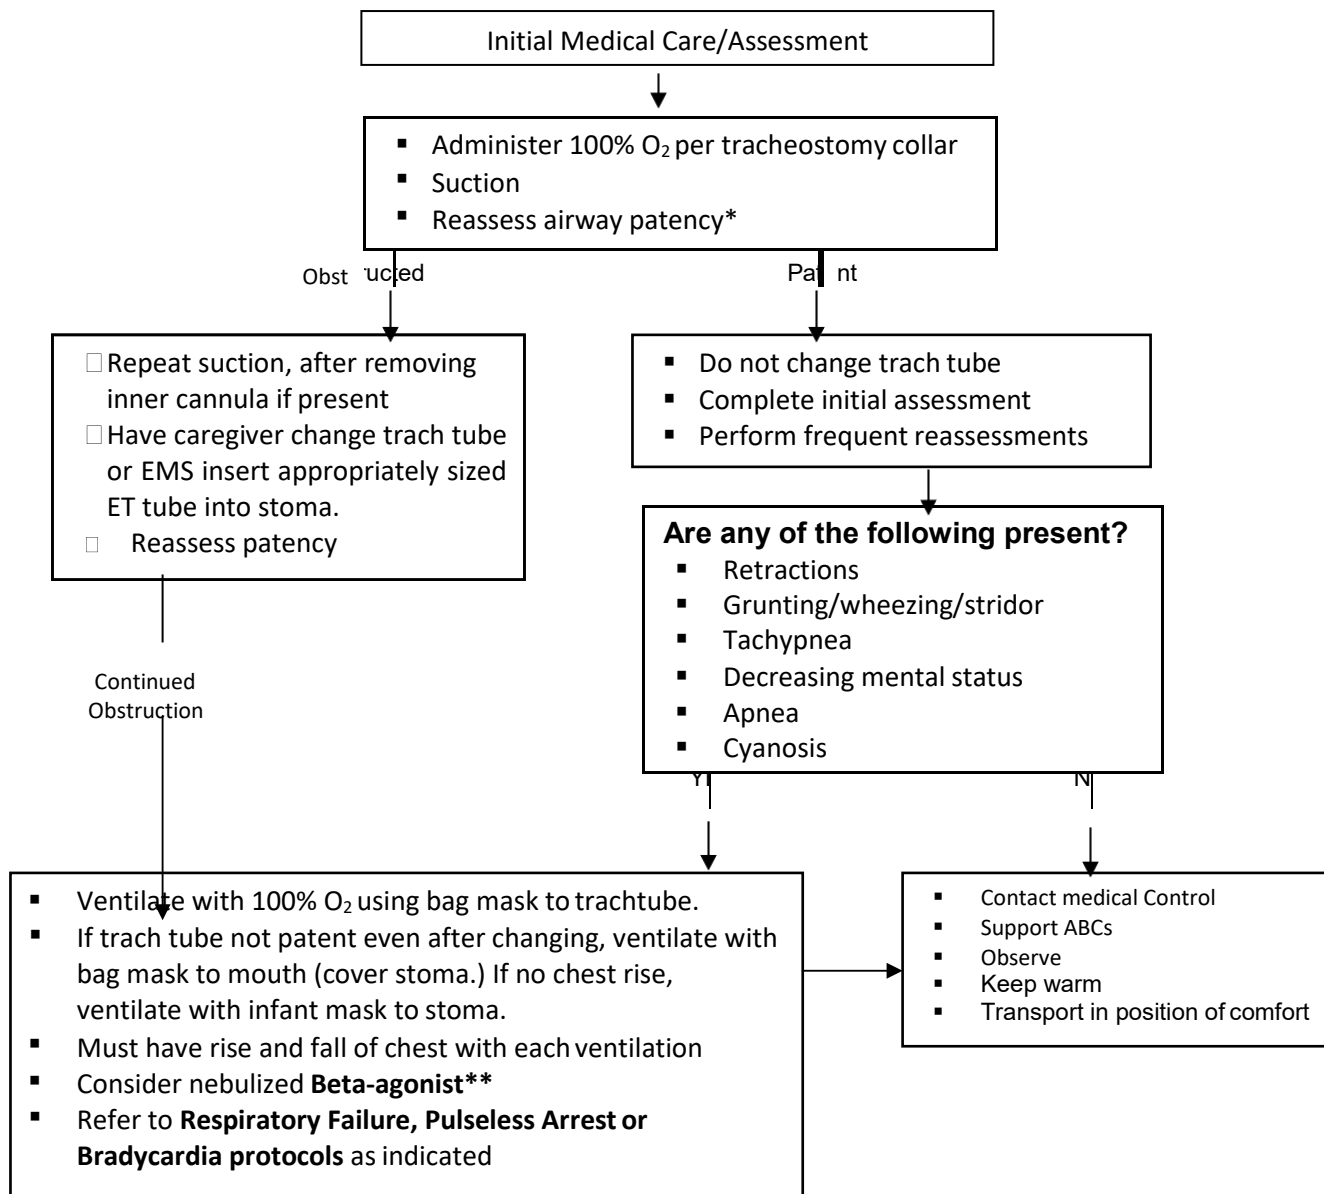 Initial Medical Care/Assessment
▪ Administer 100% O₂ per tracheostomy collar
▪ Suction
▪ Reassess airway patency*
Obst ructed
Pat nt
□ Repeat suction, after removing
inner cannula if present
□ Have caregiver change trach tube
or EMS insert appropriately sized
ET tube into stoma.
□ Reassess patency
▪ Do not change trach tube
▪ Complete initial assessment
▪ Perform frequent reassessments
Are any of the following present?
▪ Retractions
▪ Grunting/wheezing/stridor
▪ Tachypnea
▪ Decreasing mental status
▪ Apnea
▪ Cyanosis
Continued
Obstruction
N
▪ Ventilate with 100% O₂ using bag mask to trachtube.
▪ If trach tube not patent even after changing, ventilate with
bag mask to mouth (cover stoma.) If no chest rise,
ventilate with infant mask to stoma.
▪ Must have rise and fall of chest with each ventilation
▪ Consider nebulized Beta-agonist**
▪ Refer to Respiratory Failure, Pulseless Arrest or
Bradycardia protocols as indicated
▪ Contact medical Control
▪ Support ABCs
▪ Observe
▪ Keep warm
▪ Transport in position of comfort